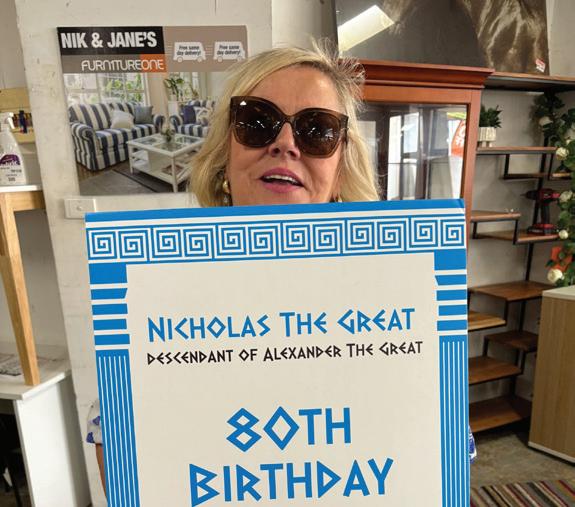 NIK & JANE'S
FURN1TUREONE
Free same day delivery!
Free same day delivery!
NICHOLAS THE GREAT
DESCENDANT OF ALEXANDER THE GREAT
80TH
BIRTHDAY